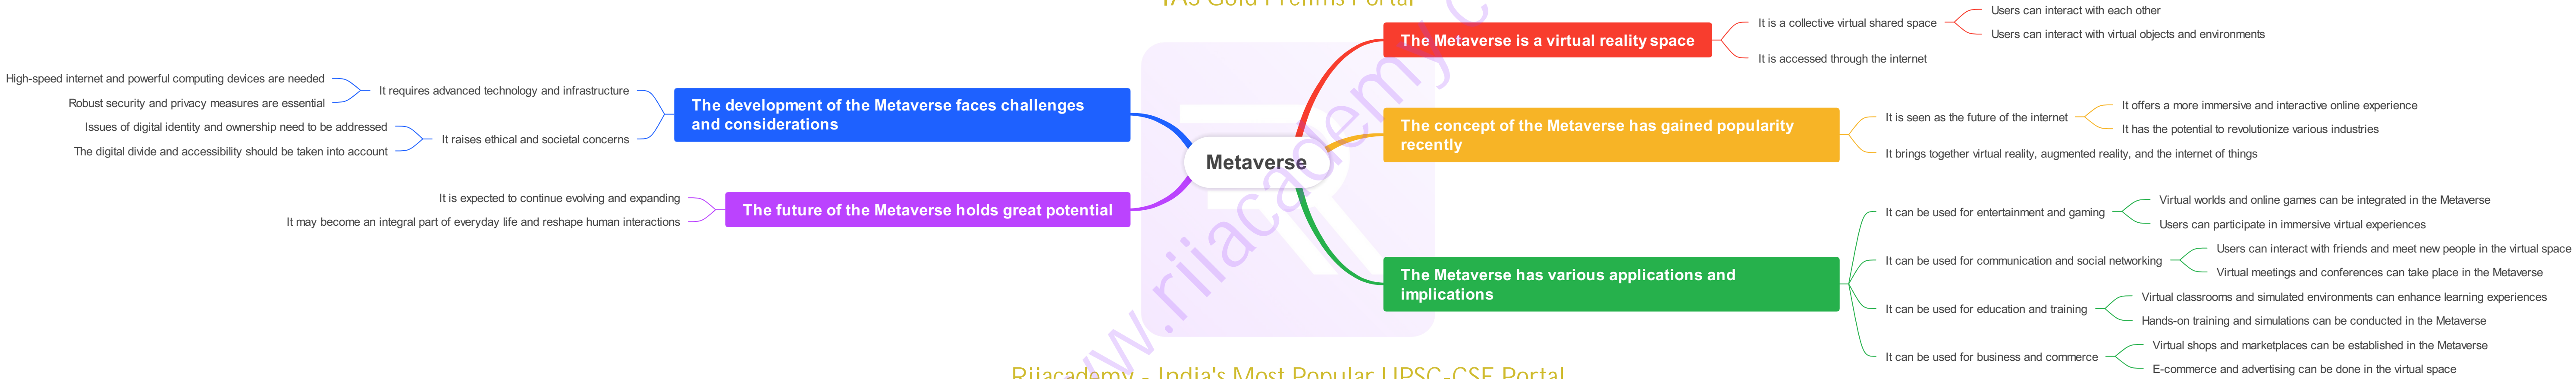 IAS Gold Prelims Portal
Metaverse
The Metaverse is a virtual reality space
It is a collective virtual shared space
Users can interact with each other
Users can interact with virtual objects and environments
It is accessed through the internet
The concept of the Metaverse has gained popularity
recently
It is seen as the future of the internet
It offers a more immersive and interactive online experience
It has the potential to revolutionize various industries
It brings together virtual reality, augmented reality, and the internet of things
The Metaverse has various applications and
implications
It can be used for entertainment and gaming
Virtual worlds and online games can be integrated in the Metaverse
Users can participate in immersive virtual experiences
It can be used for communication and social networking
Users can interact with friends and meet new people in the virtual space
Virtual meetings and conferences can take place in the Metaverse
It can be used for education and training
Virtual classrooms and simulated environments can enhance learning experiences
Hands-on training and simulations can be conducted in the Metaverse
It can be used for business and commerce
Virtual shops and marketplaces can be established in the Metaverse
E-commerce and advertising can be done in the virtual space
The development of the Metaverse faces challenges
and considerations
It requires advanced technology and infrastructure
High-speed internet and powerful computing devices are needed
Robust security and privacy measures are essential
It raises ethical and societal concerns
Issues of digital identity and ownership need to be addressed
The digital divide and accessibility should be taken into account
The future of the Metaverse holds great potential
It is expected to continue evolving and expanding
It may become an integral part of everyday life and reshape human interactions
Rijacademy - India's Most Popular UPSC-CSE Portal